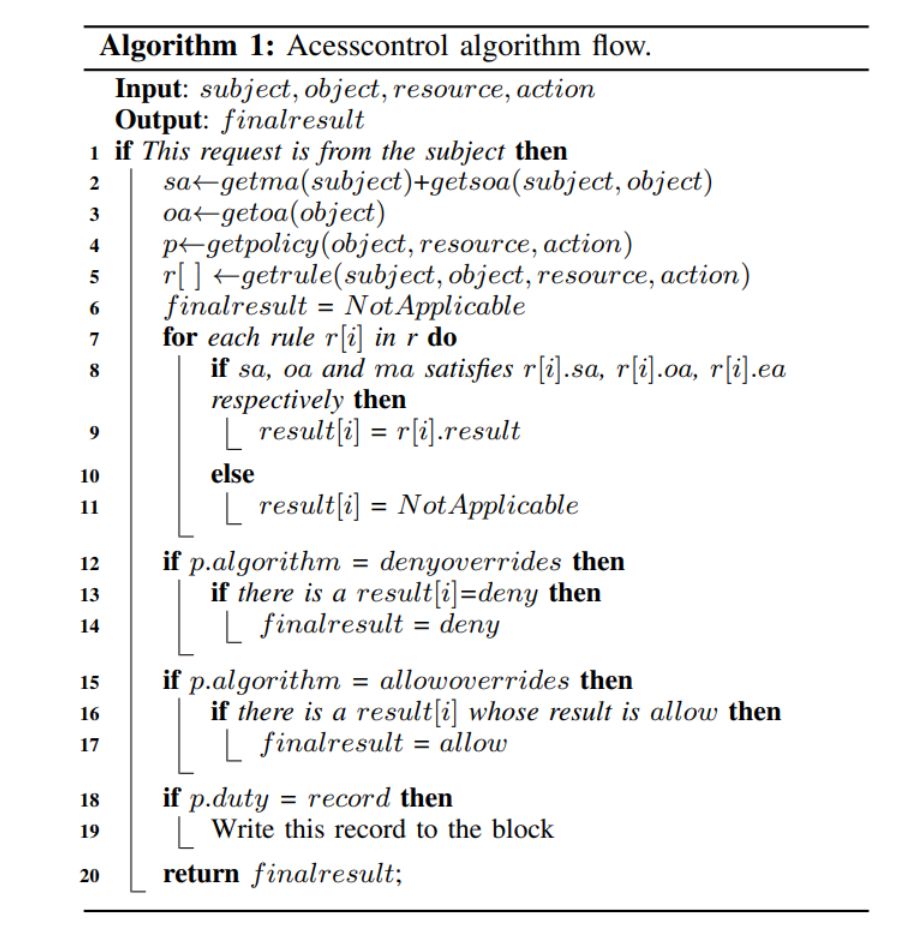 Algorithm 1: Acesscontrol algorithm flow.
Input: subject, object, resource, action
Output: finalresult
1 if This request is from the subject then
2 sa←getma(subject)+getsoa(subject, object)
3 oa←getoa(object)
4 p←getpolicy(object, resource, action)
5 r[ ] ←getrule(subject, object, resource, action)
6 finalresult = NotApplicable
7 for each rule r[i] in r do
8 if sa, oa and ma satisfies r[i].sa, r[i].oa, r[i].ea
respectively then
9 result[i] = r[i].result
10 else
11 result[i] = NotApplicable
12 if p.algorithm = denyoverrides then
13 if there is a result[i]=deny then
14 finalresult = deny
15 if p.algorithm = allowoverrides then
16 if there is a result[i] whose result is allow then
17 finalresult = allow
18 if p.duty = record then
19 Write this record to the block
20 return finalresult;